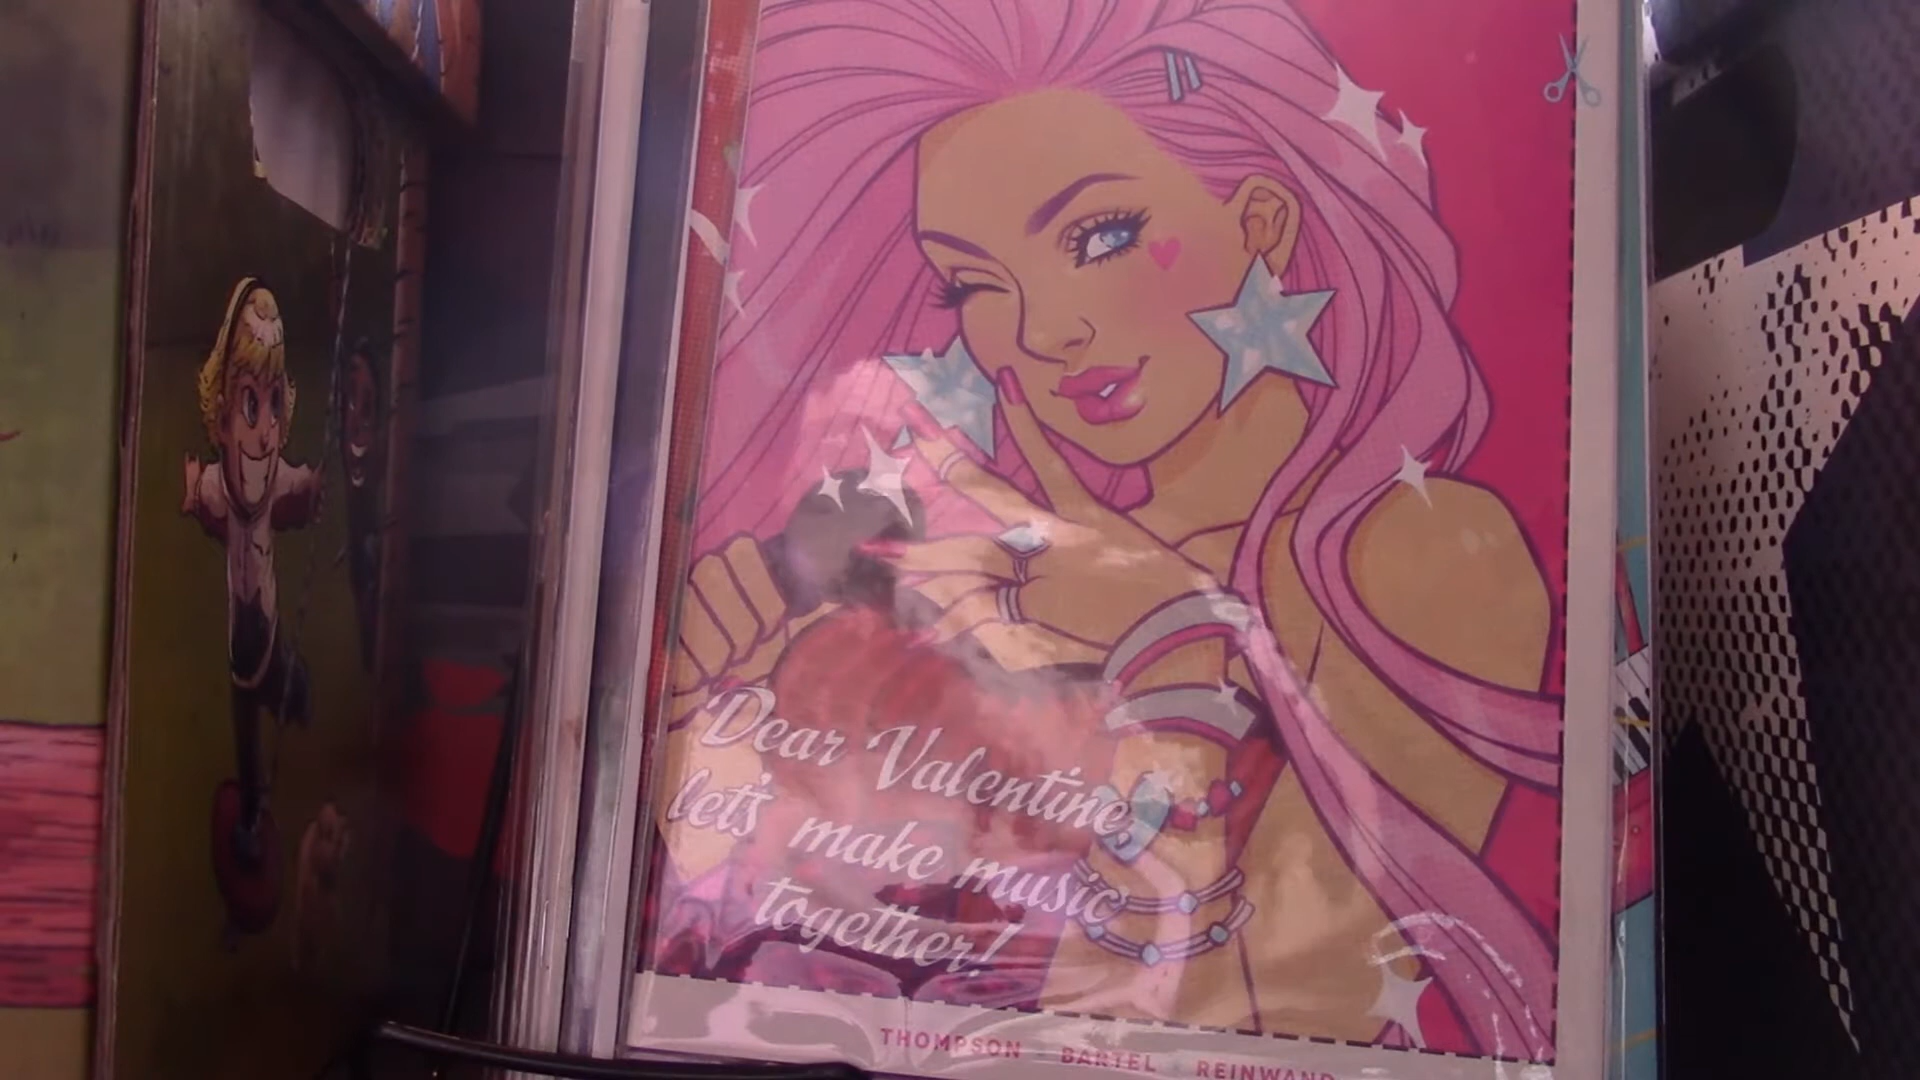 Dear Valentine,
let's make music
together!
THOMPSON BARTEL REINWAND